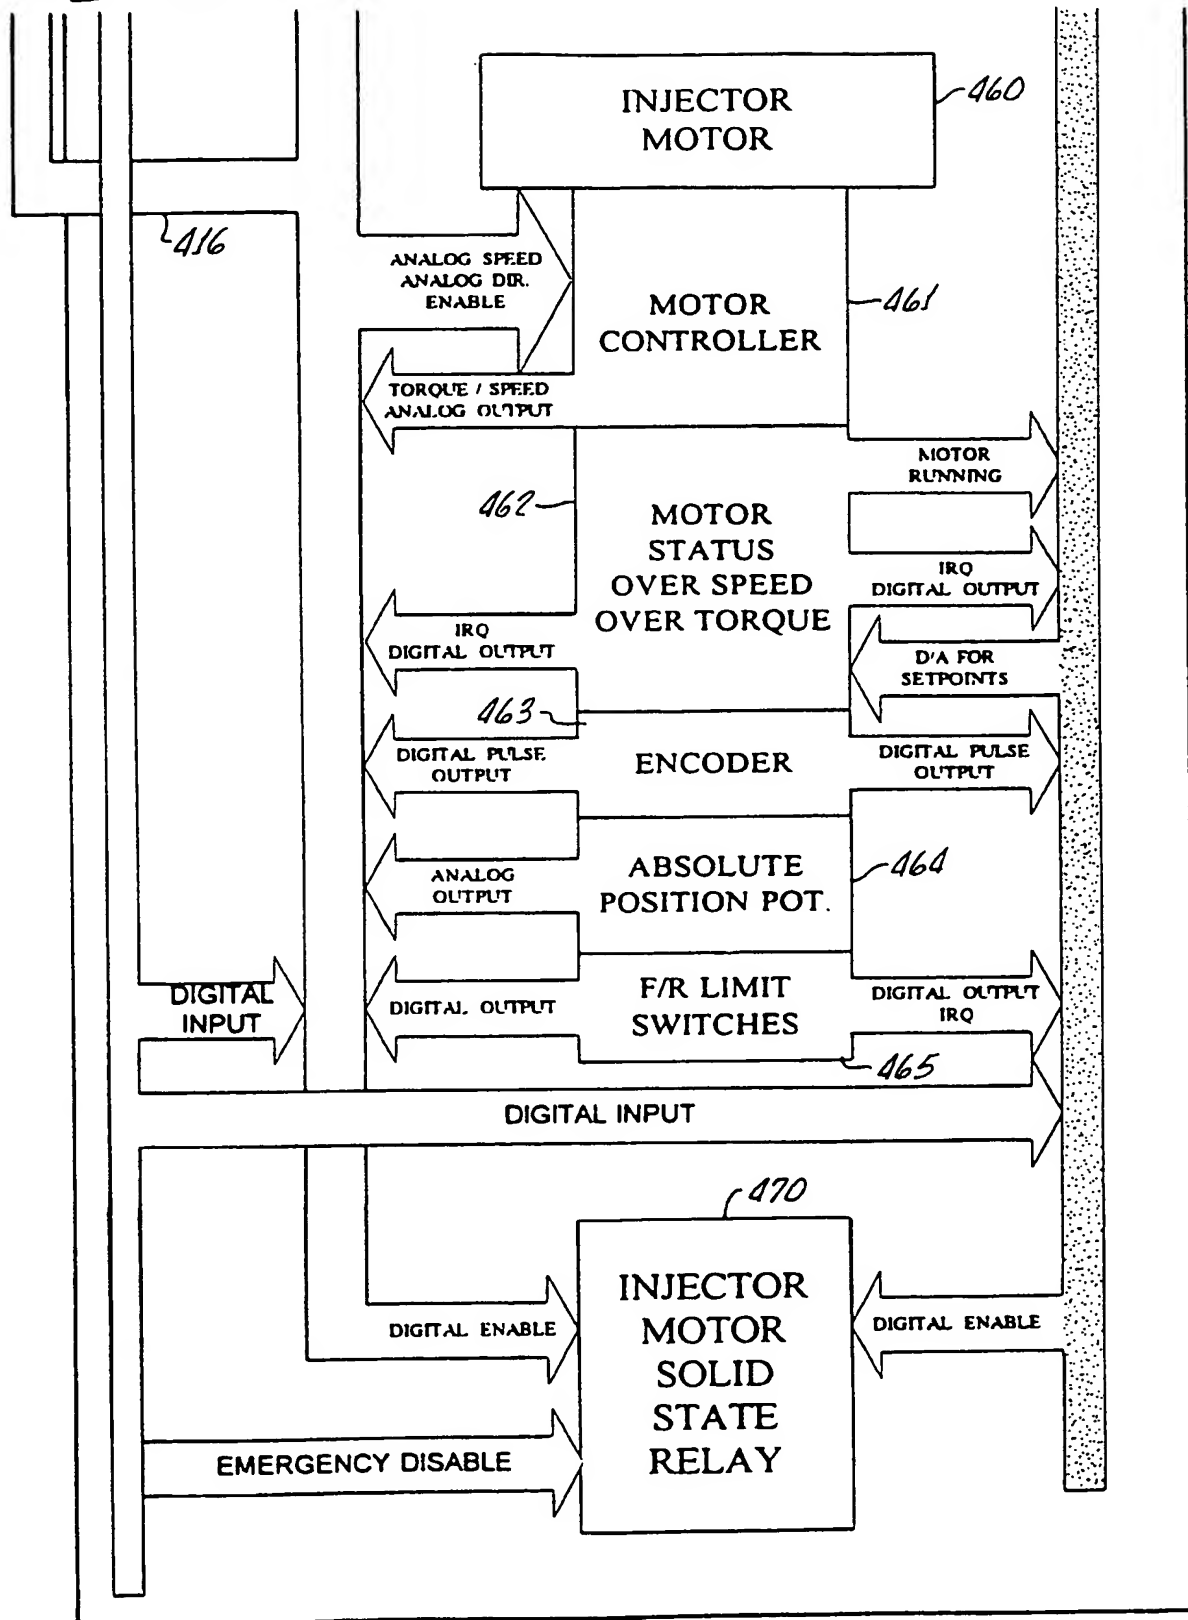 INJECTOR
MOTOR
460
416
ANALOG SPEED
ANALOG DIR.
ENABLE
MOTOR
CONTROLLER
461
TORQUE / SPEED
ANALOG OUTPUT
MOTOR
RUNNING
462
MOTOR
STATUS
OVER SPEED
OVER TORQUE
IRQ
DIGITAL OUTPUT
IRQ
DIGITAL OUTPUT
D'A FOR
SETPOINTS
463
DIGITAL PULSE
OUTPUT
ENCODER
DIGITAL PULSE
OUTPUT
ANALOG
OUTPUT
ABSOLUTE
POSITION POT.
464
DIGITAL
INPUT
DIGITAL OUTPUT
F/R LIMIT
SWITCHES
DIGITAL OUTPUT
IRQ
465
DIGITAL INPUT
470
INJECTOR
MOTOR
SOLID
STATE
RELAY
DIGITAL ENABLE
DIGITAL ENABLE
EMERGENCY DISABLE